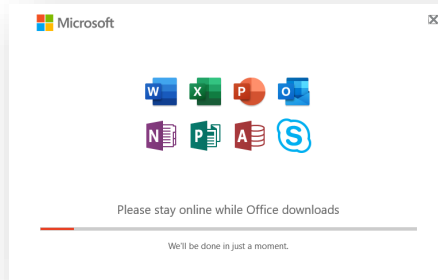 Microsoft
W X P O
N P A S
Please stay online while Office downloads
We'll be done in just a moment.